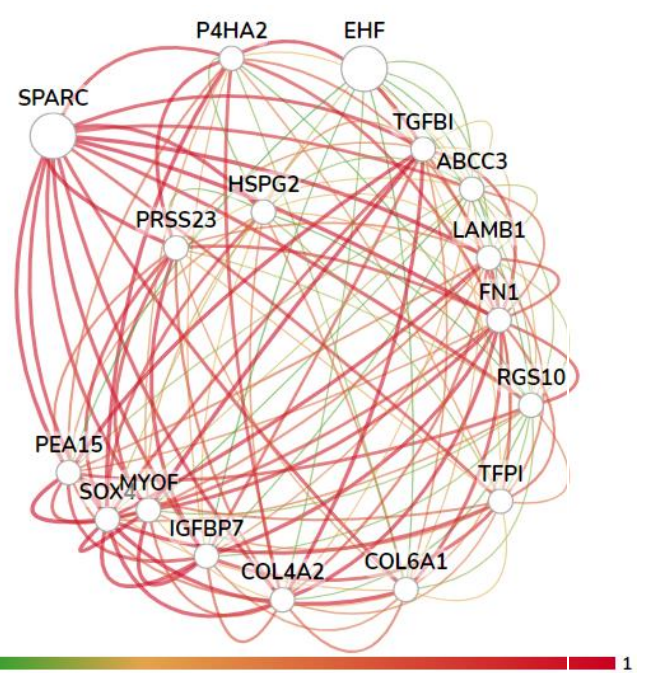 P4HA2
EHF
SPARC
TGFBI
ABCC3
HSPG2
PRSS23
LAMB1
FN1
RGS10
PEA15
TFPI
SOX4
MYOF
IGFBP7
COL6A1
COL4A2
1